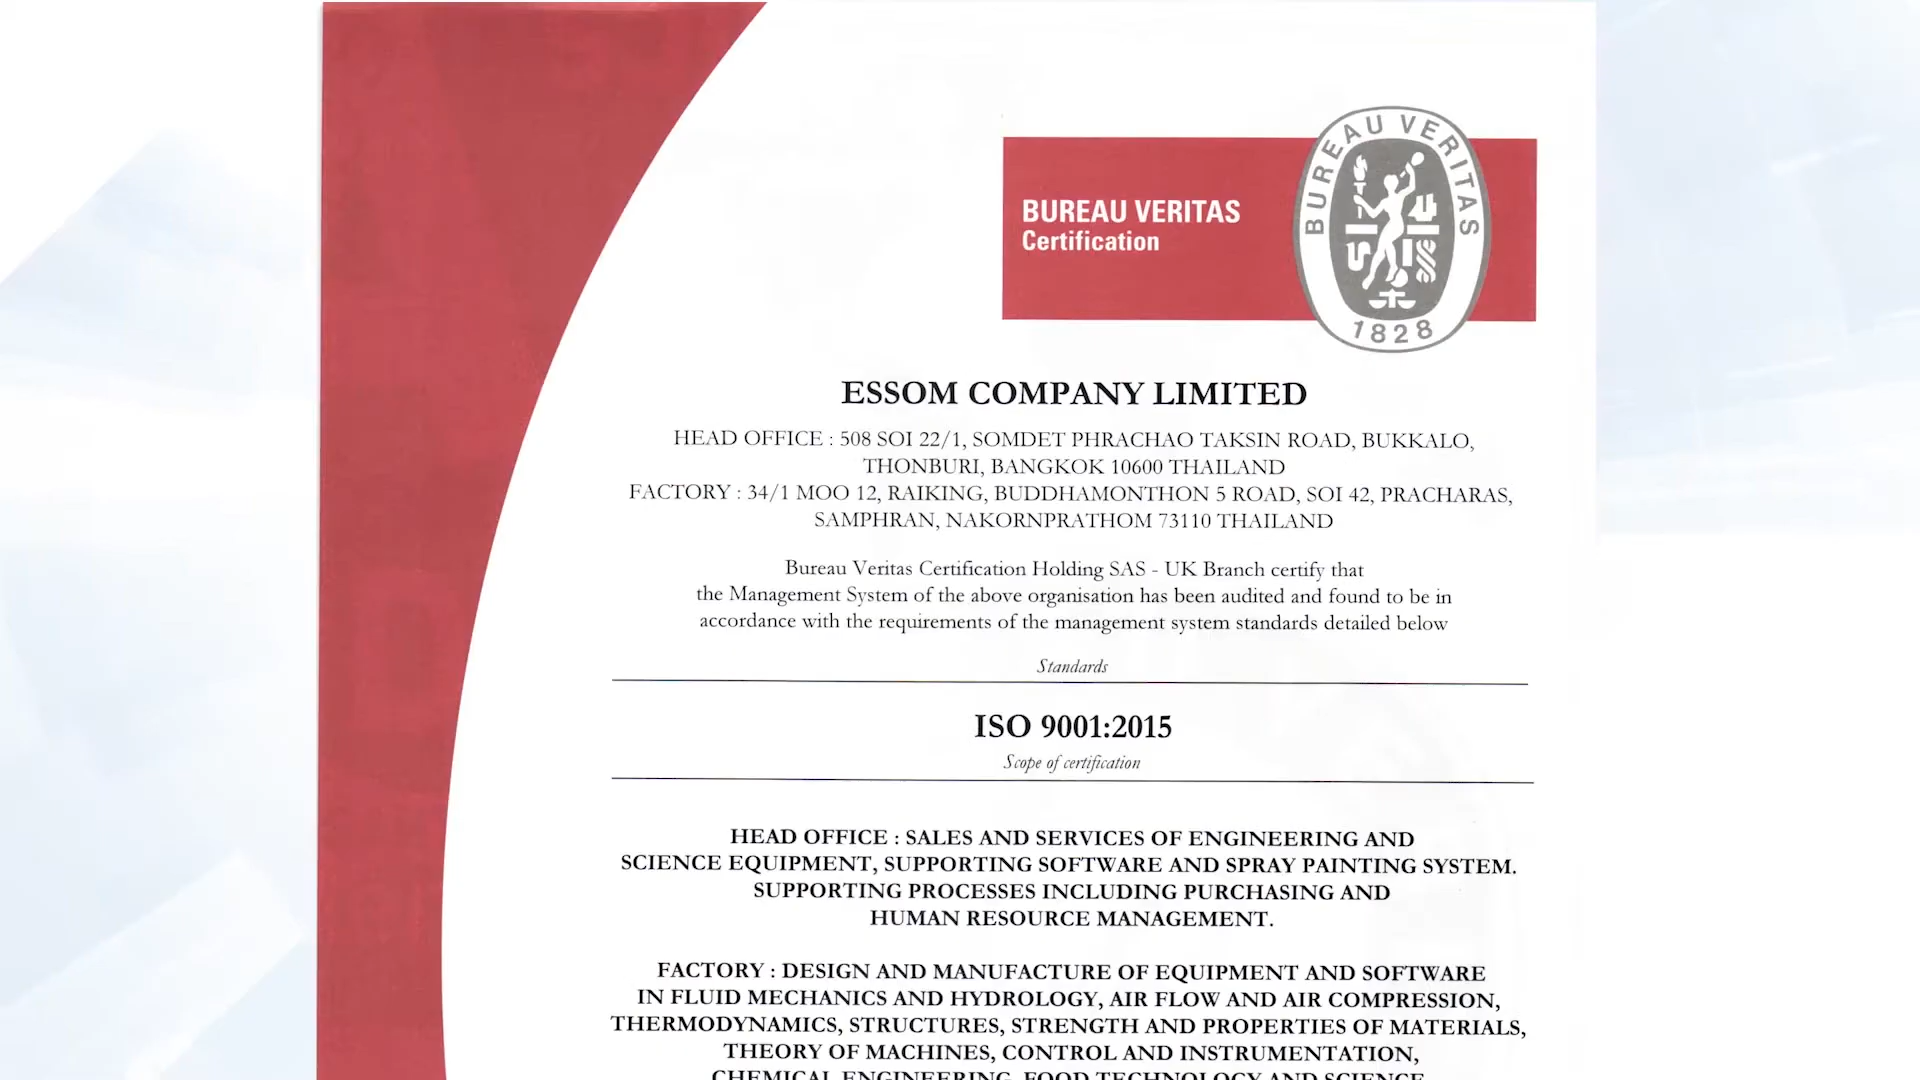 BUREAU VERITAS
Certification
BUREAU VERITAS
1828
ESSOM COMPANY LIMITED
HEAD OFFICE : 508 SOI 22/1, SOMDET PHRACHAO TAKSIN ROAD, BUKKALO,
THONBURI, BANGKOK 10600 THAILAND
FACTORY : 34/1 MOO 12, RAIKING, BUDDHAMONTHON 5 ROAD, SOI 42, PRACHARAS,
SAMPHRAN, NAKORNPRATHOM 73110 THAILAND
Bureau Veritas Certification Holding SAS - UK Branch certify that
the Management System of the above organisation has been audited and found to be in
accordance with the requirements of the management system standards detailed below
Standards
ISO 9001:2015
Scope of certification
HEAD OFFICE : SALES AND SERVICES OF ENGINEERING AND
SCIENCE EQUIPMENT, SUPPORTING SOFTWARE AND SPRAY PAINTING SYSTEM.
SUPPORTING PROCESSES INCLUDING PURCHASING AND
HUMAN RESOURCE MANAGEMENT.
FACTORY : DESIGN AND MANUFACTURE OF EQUIPMENT AND SOFTWARE
IN FLUID MECHANICS AND HYDROLOGY, AIR FLOW AND AIR COMPRESSION,
THERMODYNAMICS, STRUCTURES, STRENGTH AND PROPERTIES OF MATERIALS,
THEORY OF MACHINES, CONTROL AND INSTRUMENTATION,
CHEMICAL ENGINEERING, FOOD TECHNOLOGY AND SCIENCE